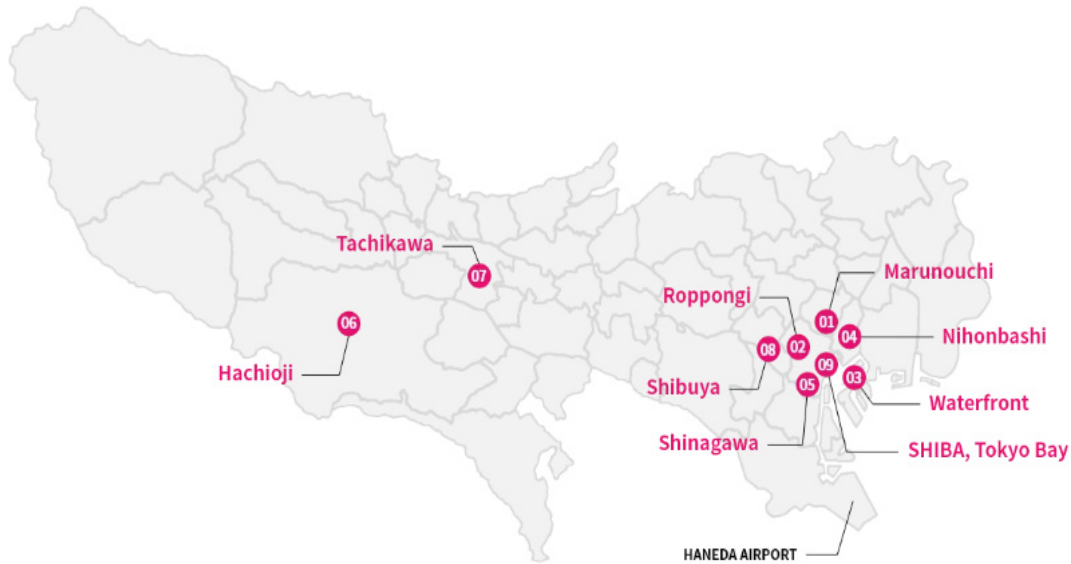 Tachikawa
07
Marunouchi
Roppongi
01
06
04
Nihonbashi
02
08
Hachioji
09
Shibuya
05
03
Waterfront
Shinagawa
SHIBA, Tokyo Bay
HANEDA AIRPORT